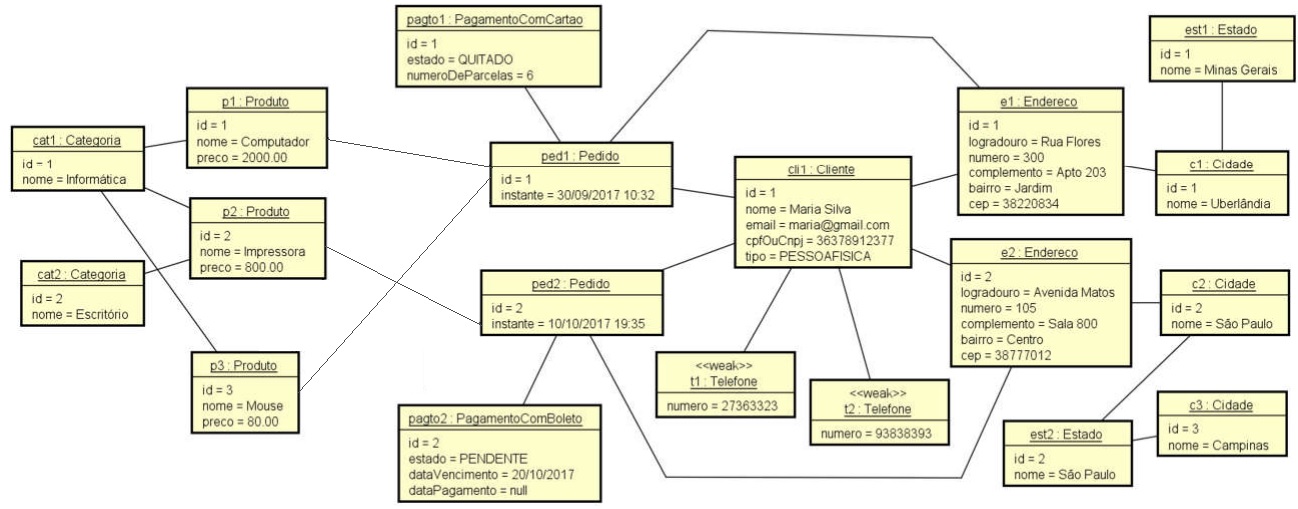 pagto1 : PagamentoComCartao
id = 1
estado = QUITADO
numeroDeParcelas = 6
est1 : Estado
id = 1
nome = Minas Gerais
p1 : Produto
id = 1
nome = Computador
preco = 2000.00
e1 : Endereco
id = 1
logradouro = Rua Flores
numero = 300
complemento = Apto 203
bairro = Jardim
cep = 38220834
cat1 : Categoria
id = 1
nome = Informática
ped1 : Pedido
id = 1
instante = 30/09/2017 10:32
cli1 : Cliente
id = 1
nome = Maria Silva
email = maria@gmail.com
cpfOuCnpj = 36378912377
tipo = PESSOAFISICA
c1 : Cidade
id = 1
nome = Uberlândia
p2 : Produto
id = 2
nome = Impressora
preco = 800.00
cat2 : Categoria
id = 2
nome = Escritório
ped2 : Pedido
id = 2
instante = 10/10/2017 19:35
e2 : Endereco
id = 2
logradouro = Avenida Matos
numero = 105
complemento = Sala 800
bairro = Centro
cep = 38777012
c2 : Cidade
id = 2
nome = São Paulo
p3 : Produto
id = 3
nome = Mouse
preco = 80.00
<<weak>>
t1 : Telefone
numero = 27363323
<<weak>>
t2 : Telefone
numero = 93838393
pagto2 : PagamentoComBoleto
id = 2
estado = PENDENTE
dataVencimento = 20/10/2017
dataPagamento = null
c3 : Cidade
id = 3
nome = Campinas
est2 : Estado
id = 2
nome = São Paulo